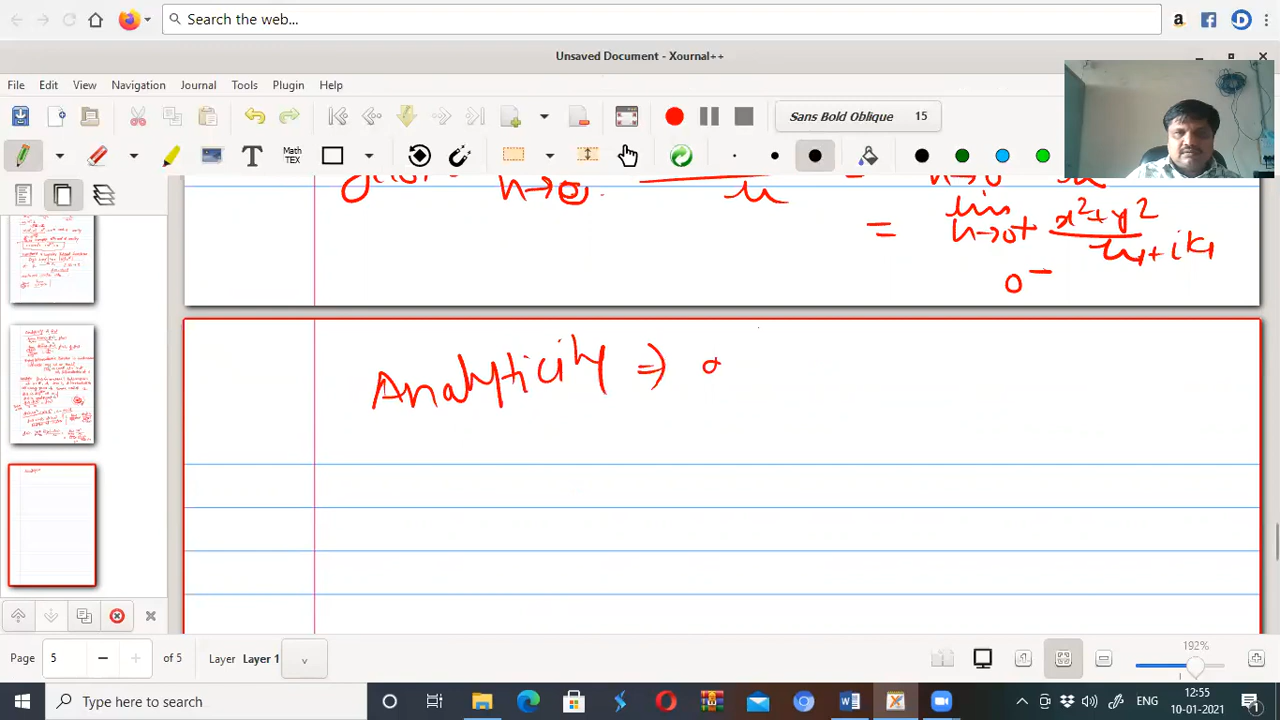 Search the web...
Unsaved Document - Xournal++
File Edit View Navigation Journal Tools Plugin Help
Sans Bold Oblique 15
T Math TEX
h→0
= lim x²+y²
h→0+
0-
Analyticity ⇒
Page 5 of 5 Layer Layer 1
192%
Type here to search
ENG
12:55
10-01-2021